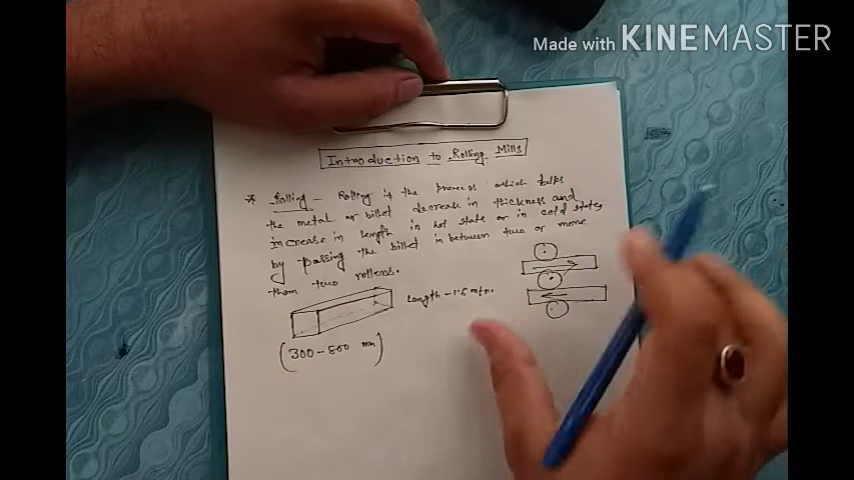 Made with KINEMASTER
Introduction to Rolling Mills
* Rolling - Rolling is the process which helps
the metal or billet decrease in thickness and
increase in length in hot state or in cold state,
by passing the billet in between two or more
than two rollers.
Length - 1.5 mtr.
(300 - 500 mm)